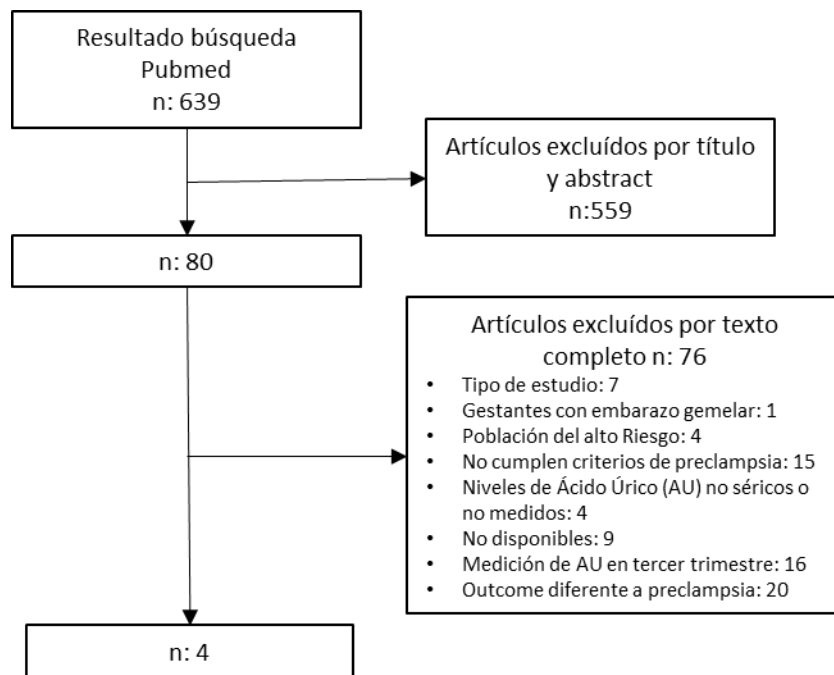 Resultado búsqueda
Pubmed
n: 639
Artículos excluídos por título
y abstract
n:559
n: 80
Artículos excluídos por texto
completo n: 76
• Tipo de estudio: 7
• Gestantes con embarazo gemelar: 1
• Población del alto Riesgo: 4
• No cumplen criterios de preclampsia: 15
• Niveles de Ácido Úrico (AU) no séricos o
no medidos: 4
• No disponibles: 9
• Medición de AU en tercer trimestre: 16
• Outcome diferente a preclampsia: 20
n: 4